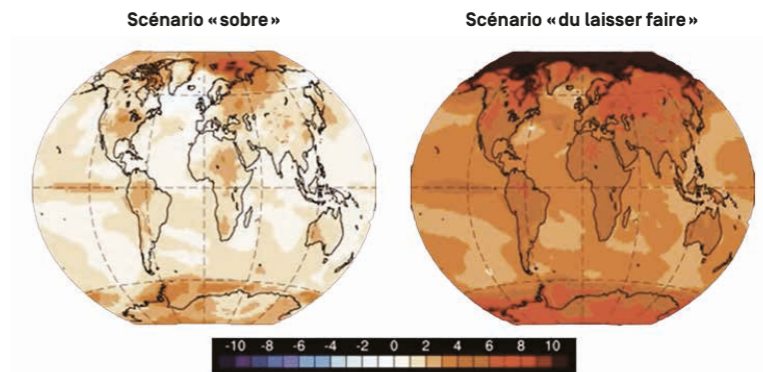 Scénario «sobre»
Scénario «du laisser faire»
-10 -8 -6 -4 -2 0 2 4 6 8 10